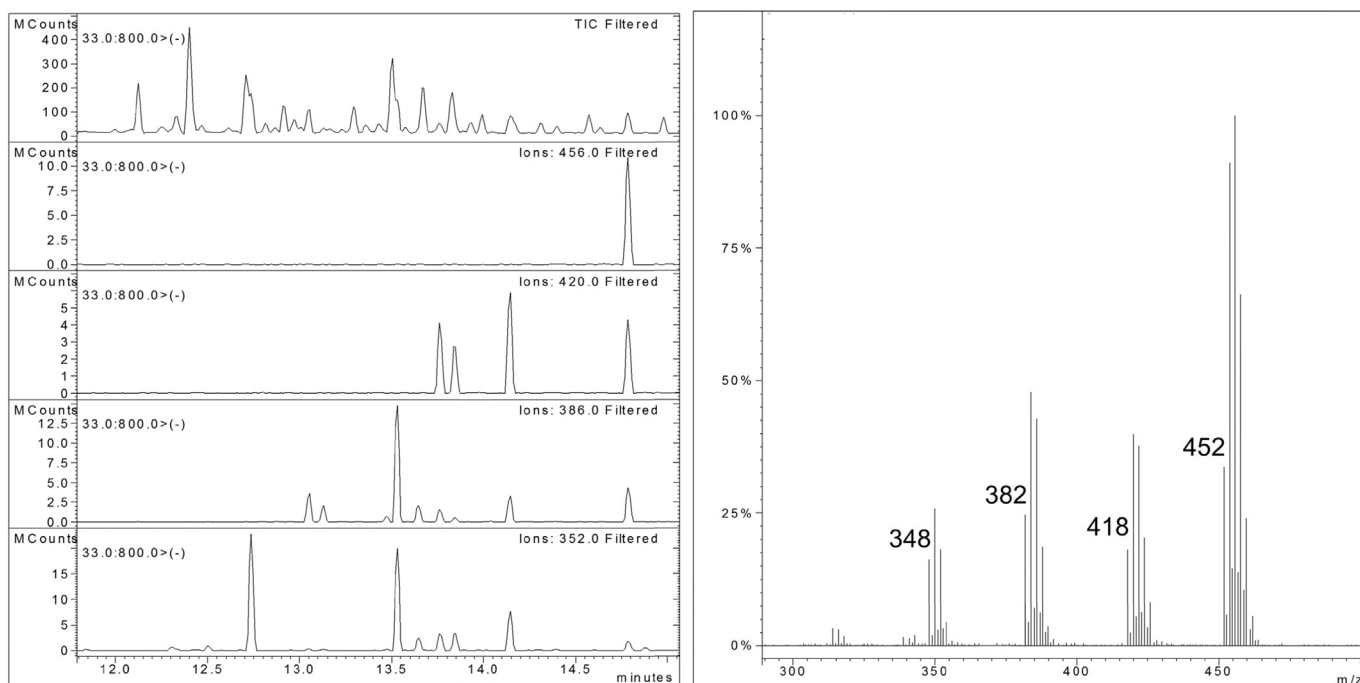 MCounts
TIC Filtered
33.0:800.0>(-)
400
300
200
100
0
MCounts
Ions: 456.0 Filtered
33.0:800.0>(-)
10.0
7.5
5.0
2.5
0.0
MCounts
Ions: 420.0 Filtered
33.0:800.0>(-)
5
4
3
2
1
0
MCounts
Ions: 386.0 Filtered
33.0:800.0>(-)
12.5
10.0
7.5
5.0
2.5
0.0
MCounts
Ions: 352.0 Filtered
33.0:800.0>(-)
15
10
5
0
12.0 12.5 13.0 13.5 14.0 14.5
minutes
100%
75%
50%
25%
0%
452
382
418
348
300 350 400 450
m/z